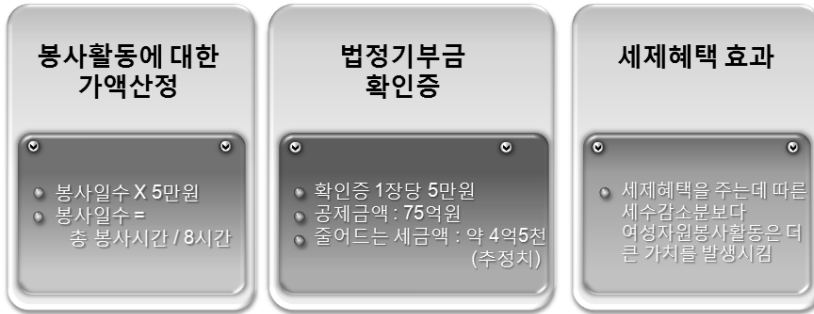 봉사활동에 대한
가액산정
봉사일수 X 5만원
봉사일수 =
총 봉사시간 / 8시간
법정기부금
확인증
확인증 1장당 5만원
공제금액 : 75억원
줄어드는 세금액 : 약 4억5천
(추정치)
세제혜택 효과
세제혜택을 주는데 따른
세수감소분보다
여성자원봉사활동은 더
큰 가치를 발생시킴